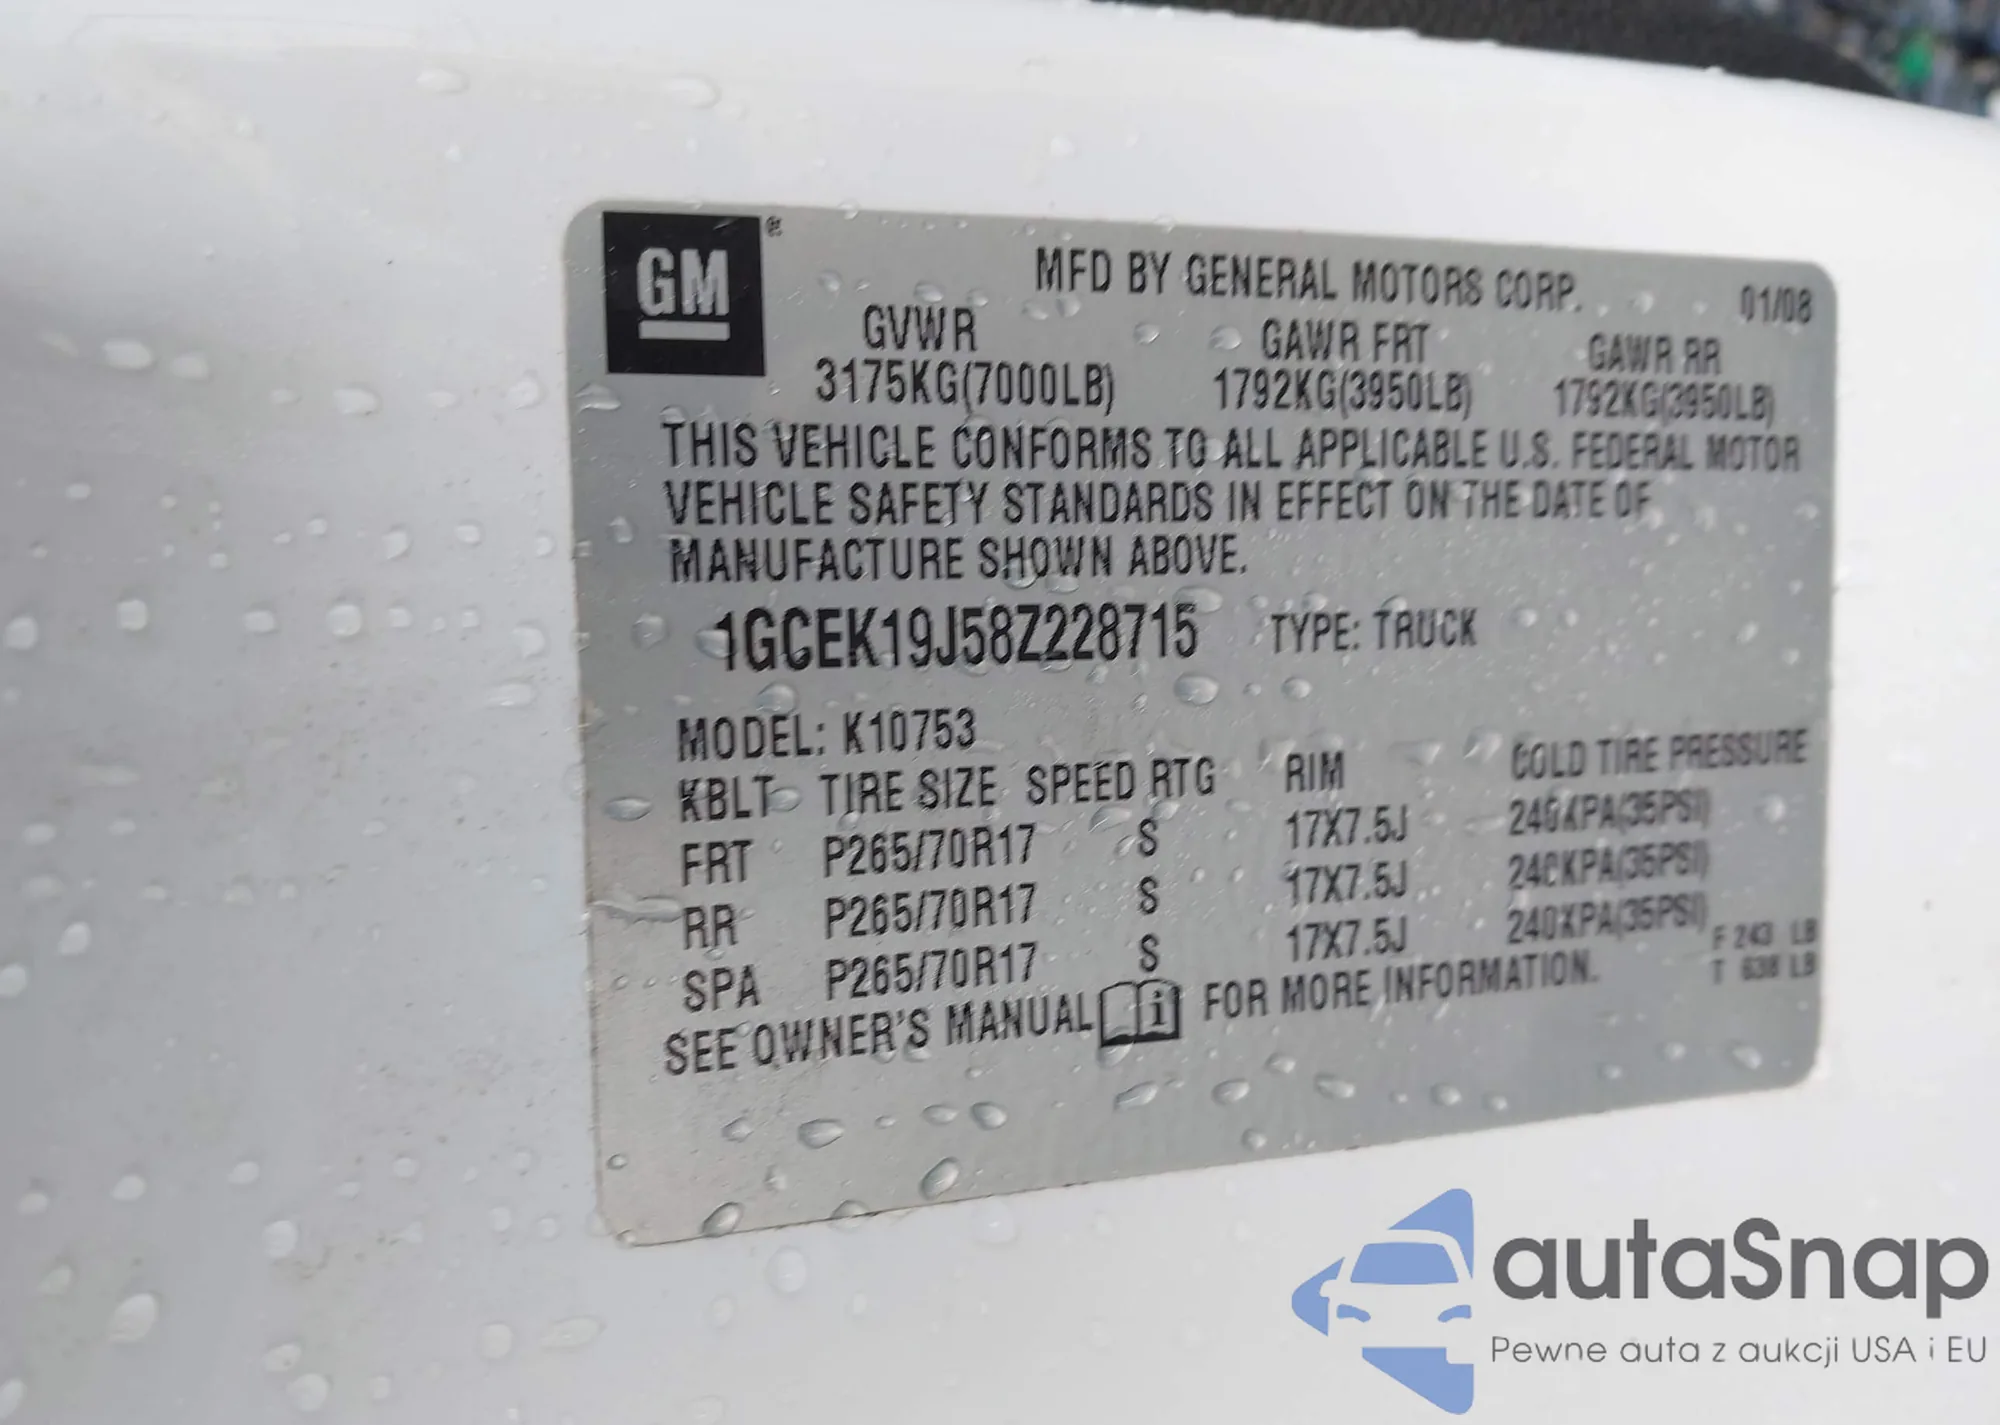 GM ®
MFD BY GENERAL MOTORS CORP. 01/08
GVWR GAWR FRT GAWR RR
3175KG(7000LB) 1792KG(3950LB) 1792KG(3950LB)
THIS VEHICLE CONFORMS TO ALL APPLICABLE U.S. FEDERAL MOTOR
VEHICLE SAFETY STANDARDS IN EFFECT ON THE DATE OF
MANUFACTURE SHOWN ABOVE.
1GCEK19J58Z228715 TYPE: TRUCK
MODEL: K10753
KBLT TIRE SIZE SPEED RTG RIM COLD TIRE PRESSURE
FRT P265/70R17 S 17X7.5J 240KPA(35PSI)
RR P265/70R17 S 17X7.5J 240KPA(35PSI)
SPA P265/70R17 S 17X7.5J 240KPA(35PSI)
F 243 LB
T 638 LB
SEE OWNER'S MANUAL i FOR MORE INFORMATION.
autaSnap
Pewne auta z aukcji USA i EU